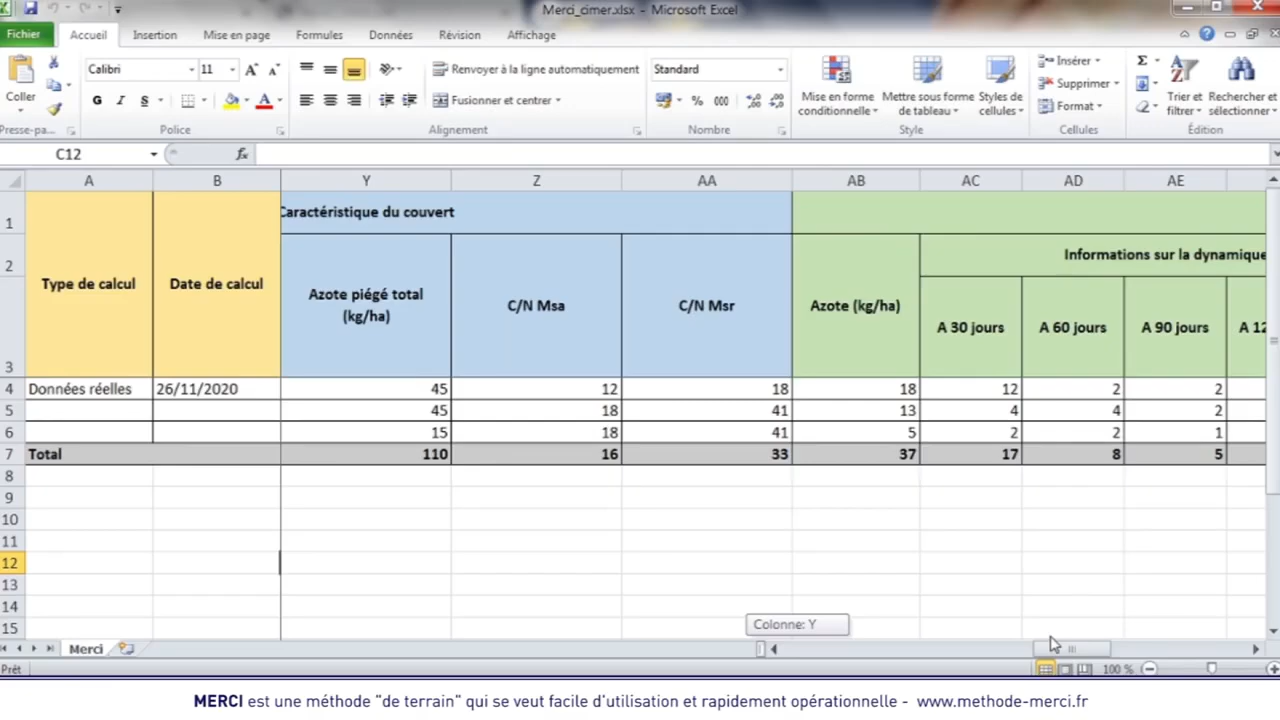 Merci_cimer.xlsx - Microsoft Excel
Fichier Accueil Insertion Mise en page Formules Données Révision Affichage
Calibri 11 Renvoyer à la ligne automatiquement Standard Insérer Σ
Coller Mise en forme conditionnelle Mettre sous forme de tableau Styles de cellules Supprimer Trier et filtrer Rechercher et sélectionner
G I S Fusionner et centrer % 000 Format
Presse-pa... Police Alignement Nombre Style Cellules Édition
C12 fx
A B Y Z AA AB AC AD AE
1 Caractéristique du couvert
2 Informations sur la dynamique
3 Type de calcul Date de calcul Azote piégé total (kg/ha) C/N Msa C/N Msr Azote (kg/ha) A 30 jours A 60 jours A 90 jours A 12
4 Données réelles 26/11/2020 45 12 18 18 12 2 2
5 45 18 41 13 4 4 2
6 15 18 41 5 2 2 1
7 Total 110 16 33 37 17 8 5
8
9
10
11
12
13
14
15
Colonne: Y
Merci
Prêt 100 %
MERCI est une méthode "de terrain" qui se veut facile d'utilisation et rapidement opérationnelle - www.methode-merci.fr